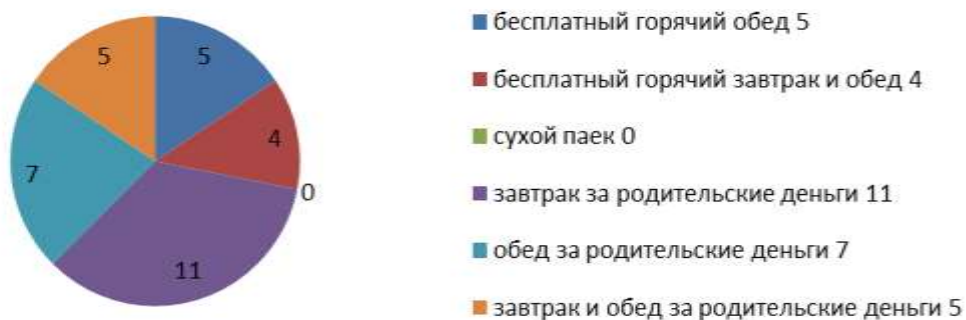 5
5
4
0
7
11
бесплатный горячий обед 5
бесплатный горячий завтрак и обед 4
сухой паек 0
завтрак за родительские деньги 11
обед за родительские деньги 7
завтрак и обед за родительские деньги 5